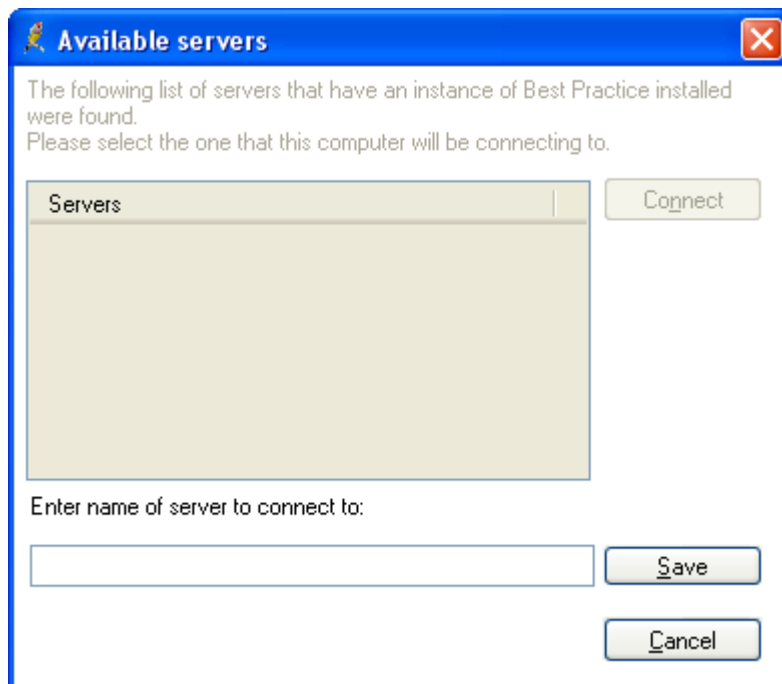 Available servers
The following list of servers that have an instance of Best Practice installed
were found.
Please select the one that this computer will be connecting to.
Servers
Connect
Enter name of server to connect to:
Save
Cancel